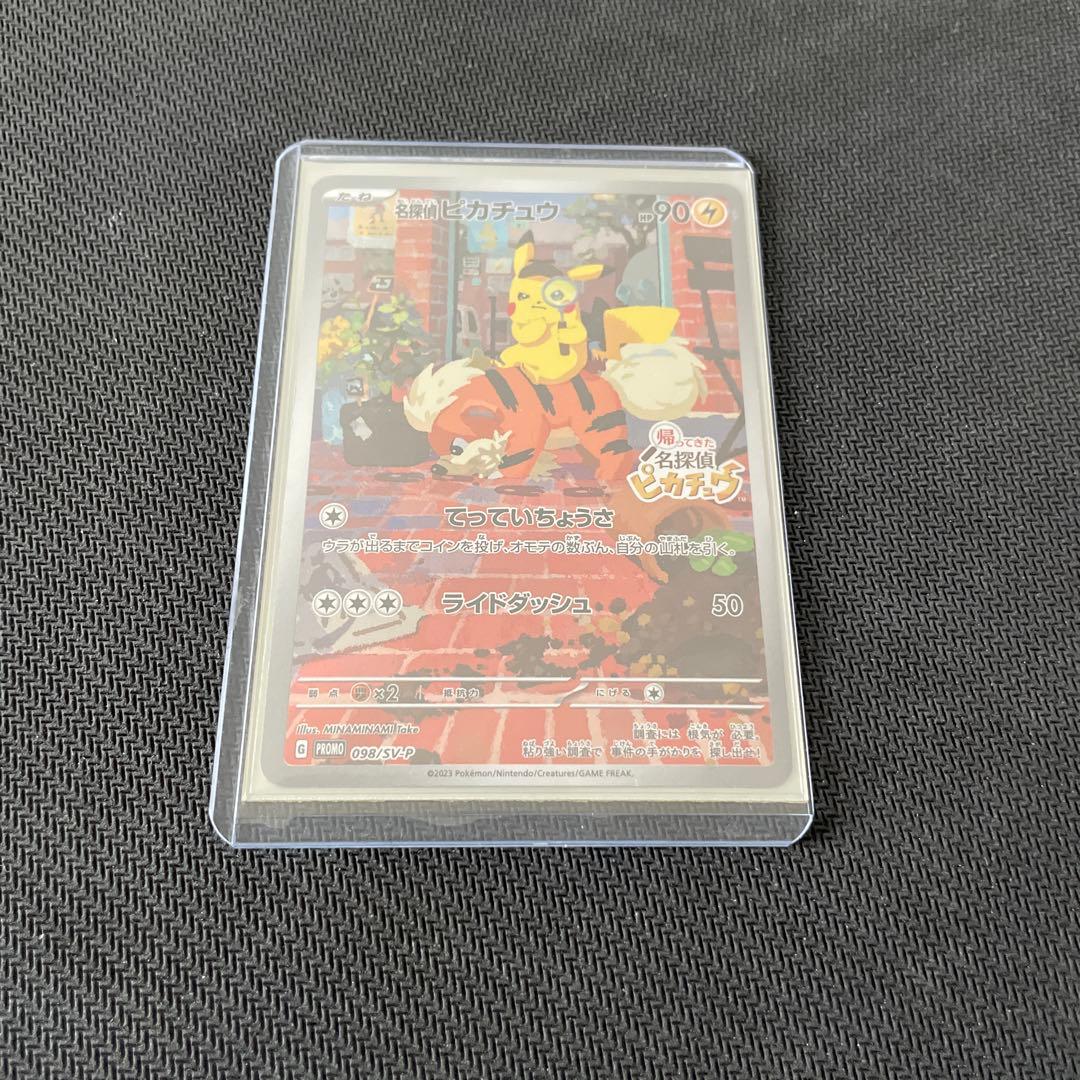 たね
名探偵ピカチュウ HP90
帰ってきた
名探偵
ピカチュウ™
てっていちょうさ
ウラが出るまでコインを投げ、オモテの数ぶん、自分の山札を引く。
ライドダッシュ 50
弱点 ×2 抵抗力 にげる
Illus. MINAMINAMI Take
調査には 根気が 必要。
G PROMO 098/SV-P
粘り強い調査で 事件の手がかりを 探し出せ!
©2023 Pokémon/Nintendo/Creatures/GAME FREAK.